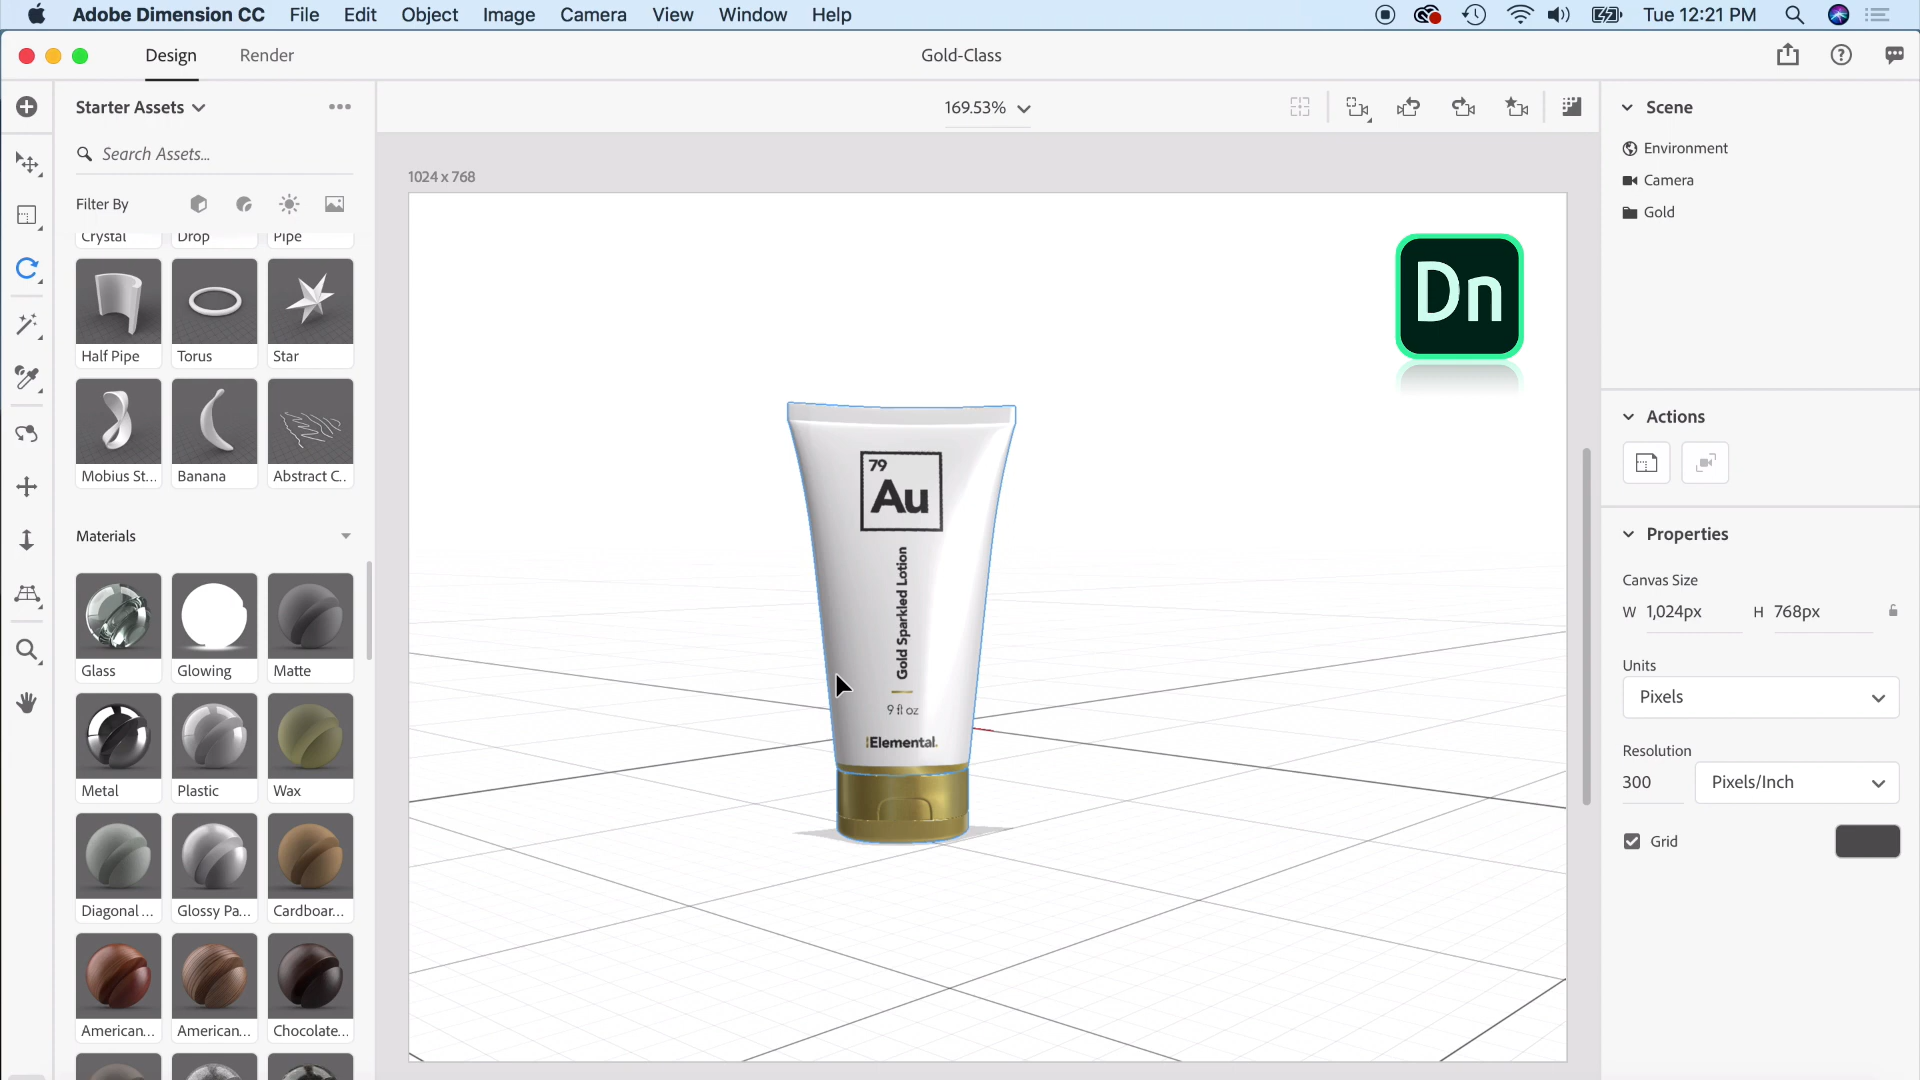 Adobe Dimension CC File Edit Object Image Camera View Window Help Tue 12:21 PM
Design Render Gold-Class
Starter Assets 169.53% Scene
Search Assets...
Filter By
Environment
Camera
Gold
1024 x 768
Crystal Drop Pipe
Half Pipe Torus Star
Mobius St... Banana Abstract C...
Materials
Glass Glowing Matte
Metal Plastic Wax
Diagonal ... Glossy Pa... Cardboar...
American... American... Chocolate...
Dn
79
Au
Gold Sparkled Lotion
9 fl oz
Elemental.
Actions
Properties
Canvas Size
W 1,024px H 768px
Units
Pixels
Resolution
300 Pixels/Inch
Grid